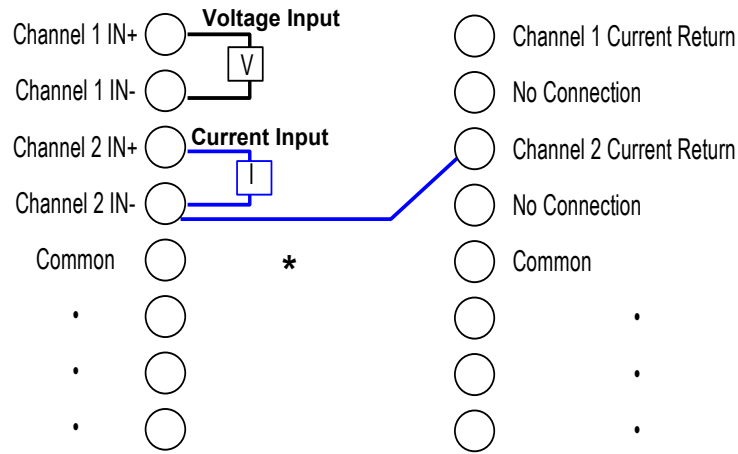 Voltage Input
Channel 1 IN+
V
Channel 1 Current Return
Channel 1 IN-
No Connection
Current Input
Channel 2 IN+
I
Channel 2 Current Return
Channel 2 IN-
No Connection
Common
*
Common
•
•
•
•
•
•